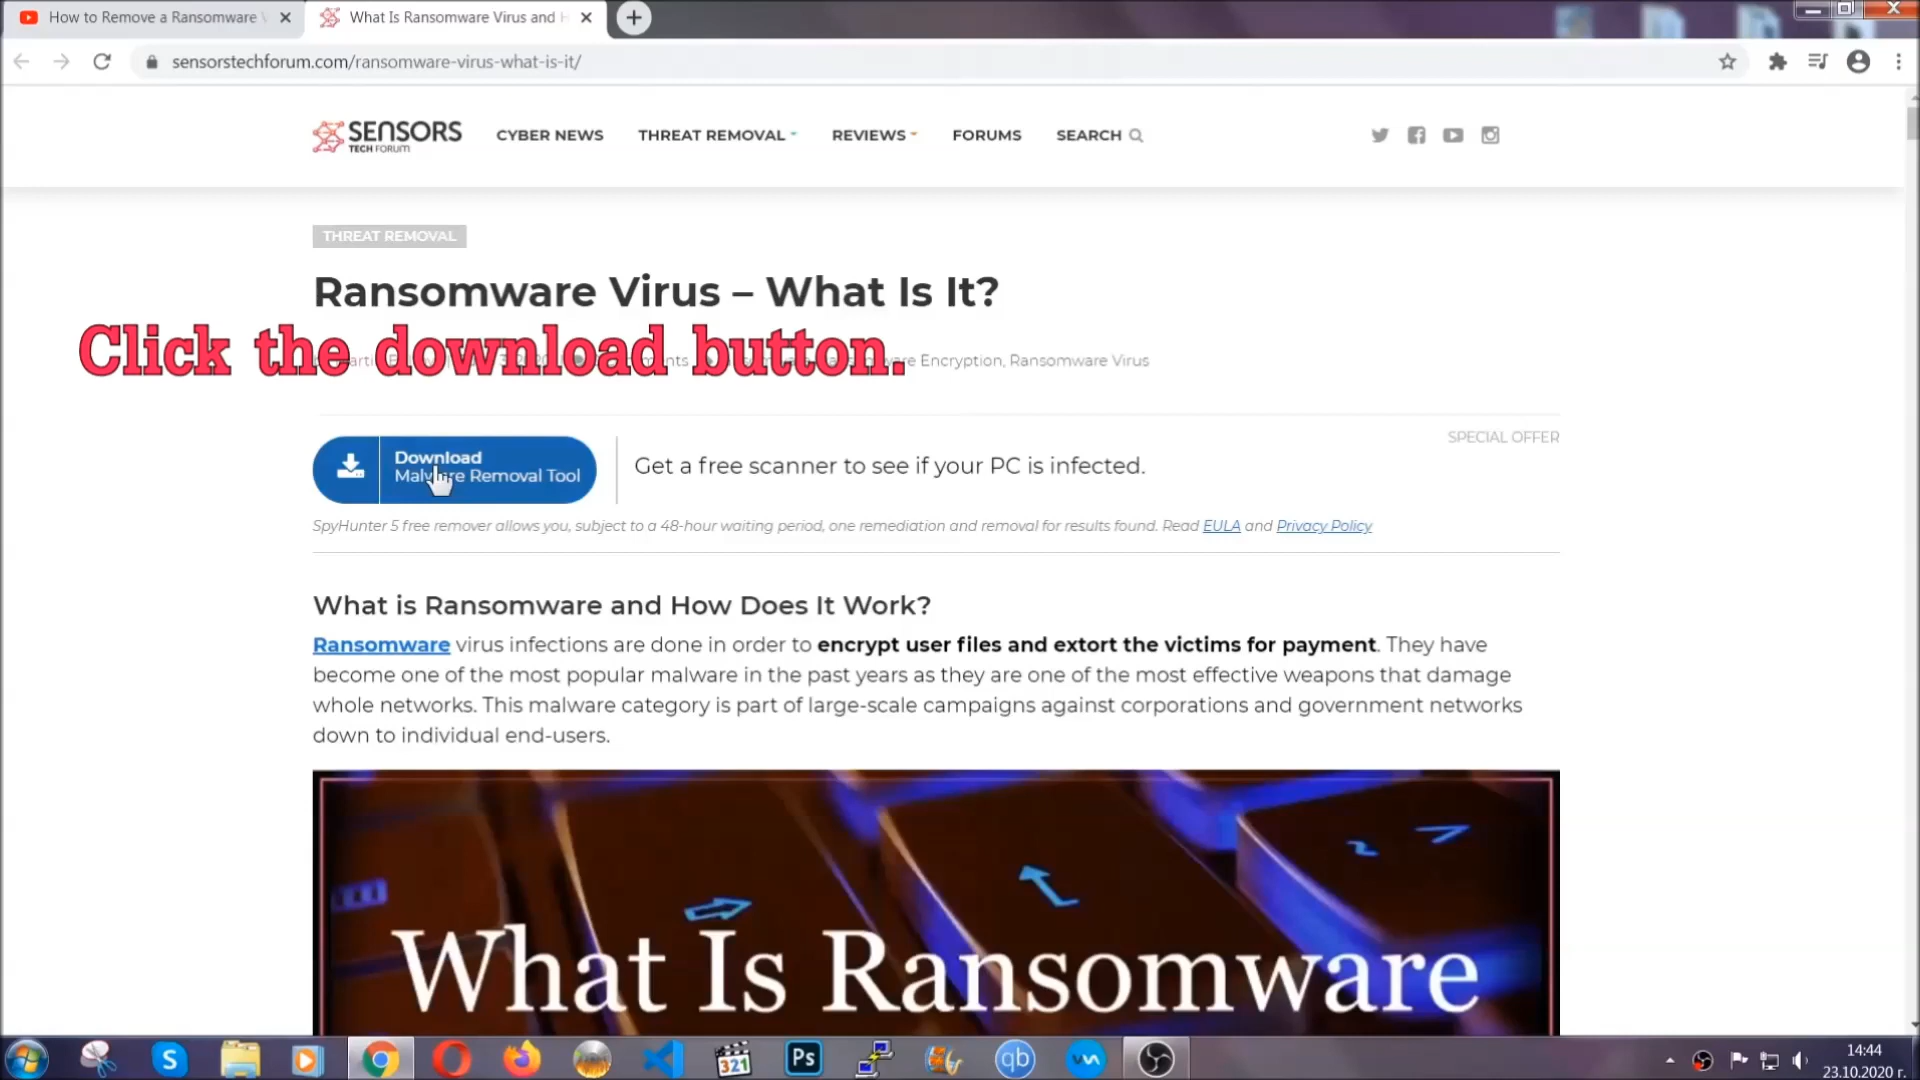 How to Remove a Ransomware
What Is Ransomware Virus and H
sensorstechforum.com/ransomware-virus-what-is-it/
SENSORS
TECH FORUM
CYBER NEWS
THREAT REMOVAL
REVIEWS
FORUMS
SEARCH
THREAT REMOVAL
Ransomware Virus – What Is It?
Click the download button.
Encryption, Ransomware Virus
SPECIAL OFFER
Download
Malware Removal Tool
Get a free scanner to see if your PC is infected.
SpyHunter 5 free remover allows you, subject to a 48-hour waiting period, one remediation and removal for results found. Read EULA and Privacy Policy
What is Ransomware and How Does It Work?
Ransomware virus infections are done in order to encrypt user files and extort the victims for payment. They have
become one of the most popular malware in the past years as they are one of the most effective weapons that damage
whole networks. This malware category is part of large-scale campaigns against corporations and government networks
down to individual end-users.
What Is Ransomware
S
321
Ps
qb
14:44
23.10.2020 г.